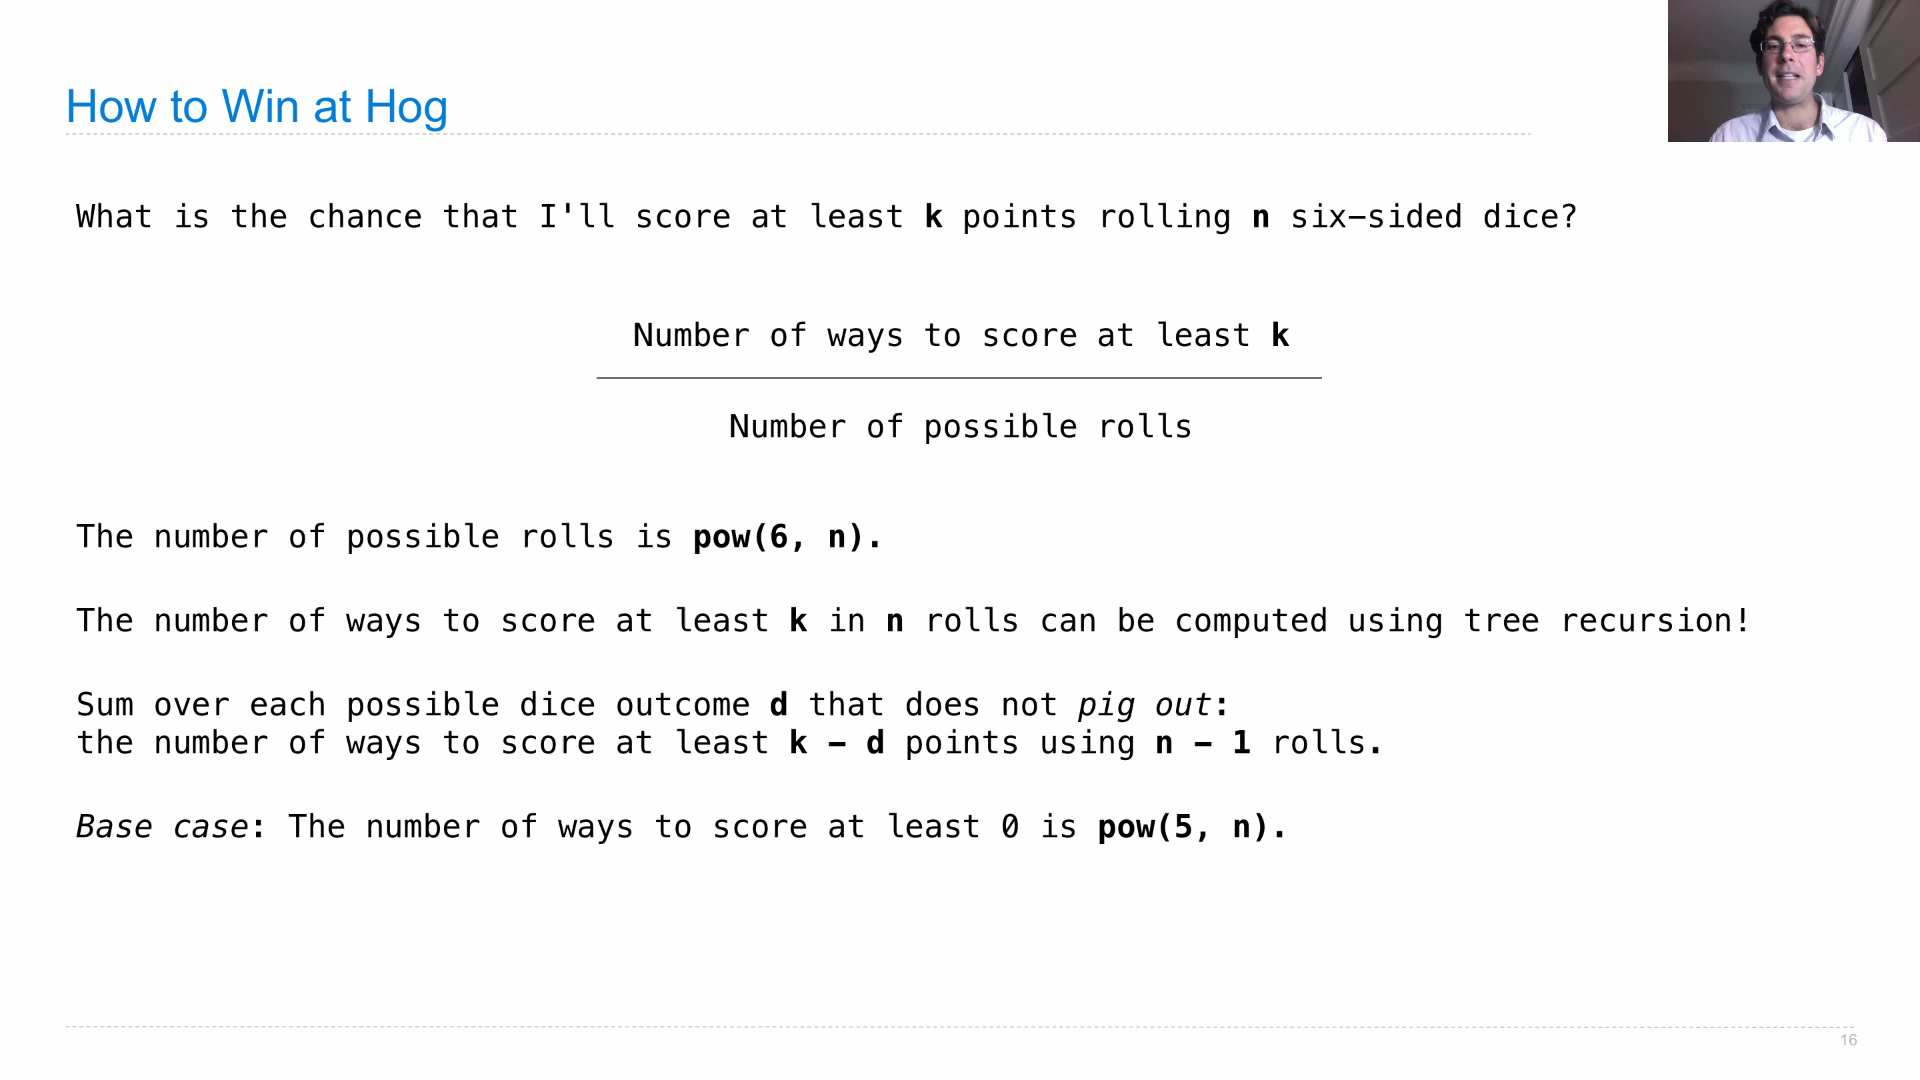 How to Win at Hog
What is the chance that I'll score at least k points rolling n six-sided dice?
Number of ways to score at least k
Number of possible rolls
The number of possible rolls is pow(6, n).
The number of ways to score at least k in n rolls can be computed using tree recursion!
Sum over each possible dice outcome d that does not pig out:
the number of ways to score at least k - d points using n - 1 rolls.
Base case: The number of ways to score at least 0 is pow(5, n).
16